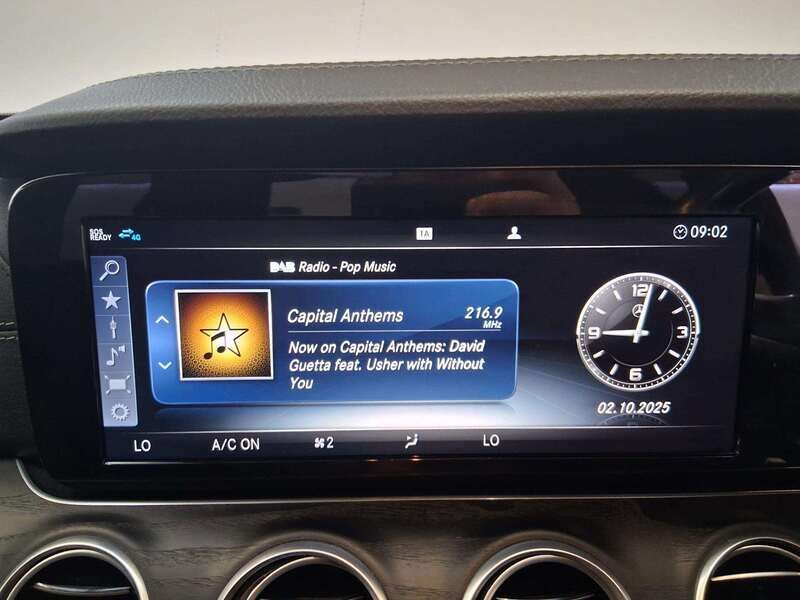 SOS
READY
4G
1A
09:02
DAB Radio - Pop Music
Capital Anthems
216.9
MHz
Now on Capital Anthems: David
Guetta feat. Usher with Without
You
12
9
3
6
02.10.2025
LO
A/C ON
2
LO